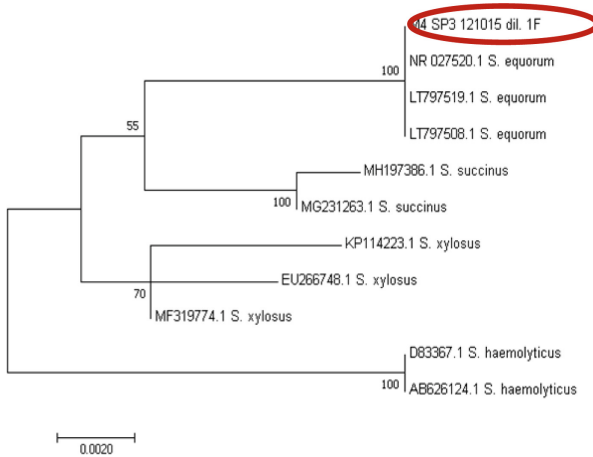 M4 SP3 121015 dil. 1F
100
NR 027520.1 S. equorum
LT797519.1 S. equorum
55
LT797508.1 S. equorum
MH197386.1 S. succinus
100
MG231263.1 S. succinus
KP114223.1 S. xylosus
EU266748.1 S. xylosus
70
MF319774.1 S. xylosus
D83367.1 S. haemolyticus
100
AB626124.1 S. haemolyticus
0.0020